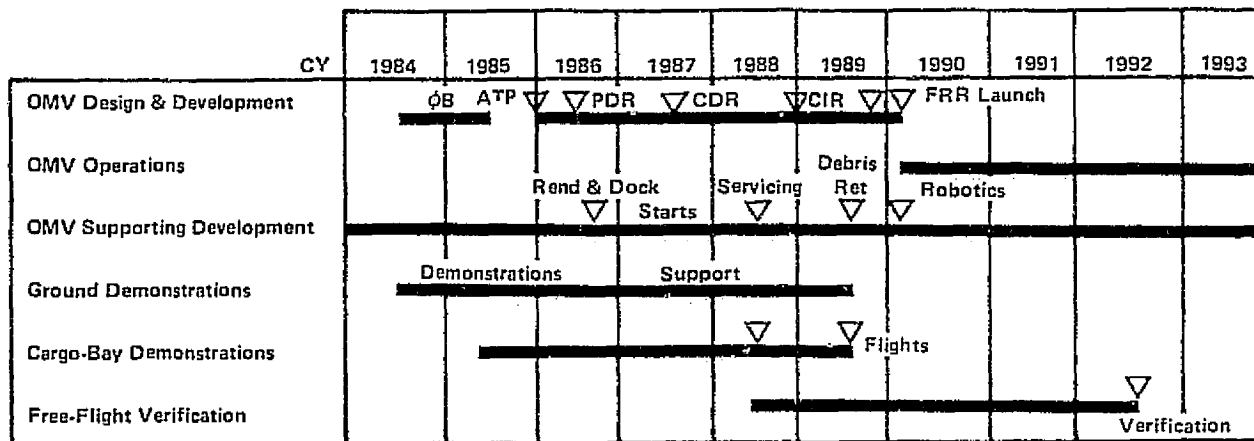 CY 1984 1985 1986 1987 1988 1989 1990 1991 1992 1993
OMV Design & Development ϕB ATP PDR CDR CIR FRR Launch
OMV Operations
Debris
Rend & Dock Servicing Ret Robotics
Starts
OMV Supporting Development
Demonstrations Support
Ground Demonstrations
Cargo-Bay Demonstrations Flights
Free-Flight Verification Verification